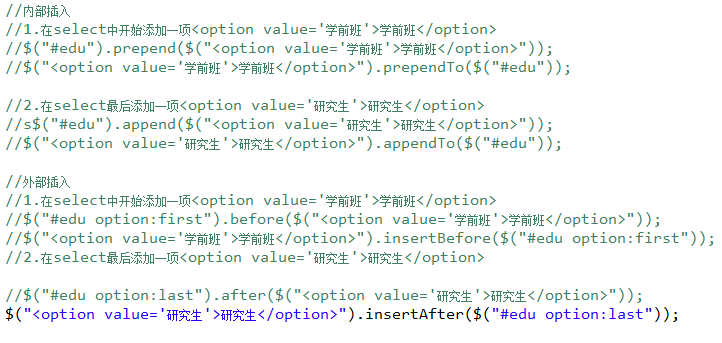 //内部插入
//1.在select中开始添加一项<option value='学前班'>学前班</option>
//$("#edu").prepend($("<option value='学前班'>学前班</option>"));
//$("<option value='学前班'>学前班</option>").prependTo($("#edu"));
//2.在select最后添加一项<option value='研究生'>研究生</option>
//s$("#edu").append($("<option value='研究生'>研究生</option>"));
//$("<option value='研究生'>研究生</option>").appendTo($("#edu"));
//外部插入
//1.在select中开始添加一项<option value='学前班'>学前班</option>
//$("#edu option:first").before($("<option value='学前班'>学前班</option>"));
//$("<option value='学前班'>学前班</option>").insertBefore($("#edu option:first"));
//2.在select最后添加一项<option value='研究生'>研究生</option>
//$("#edu option:last").after($("<option value='研究生'>研究生</option>"));
$("<option value='研究生'>研究生</option>").insertAfter($("#edu option:last"));